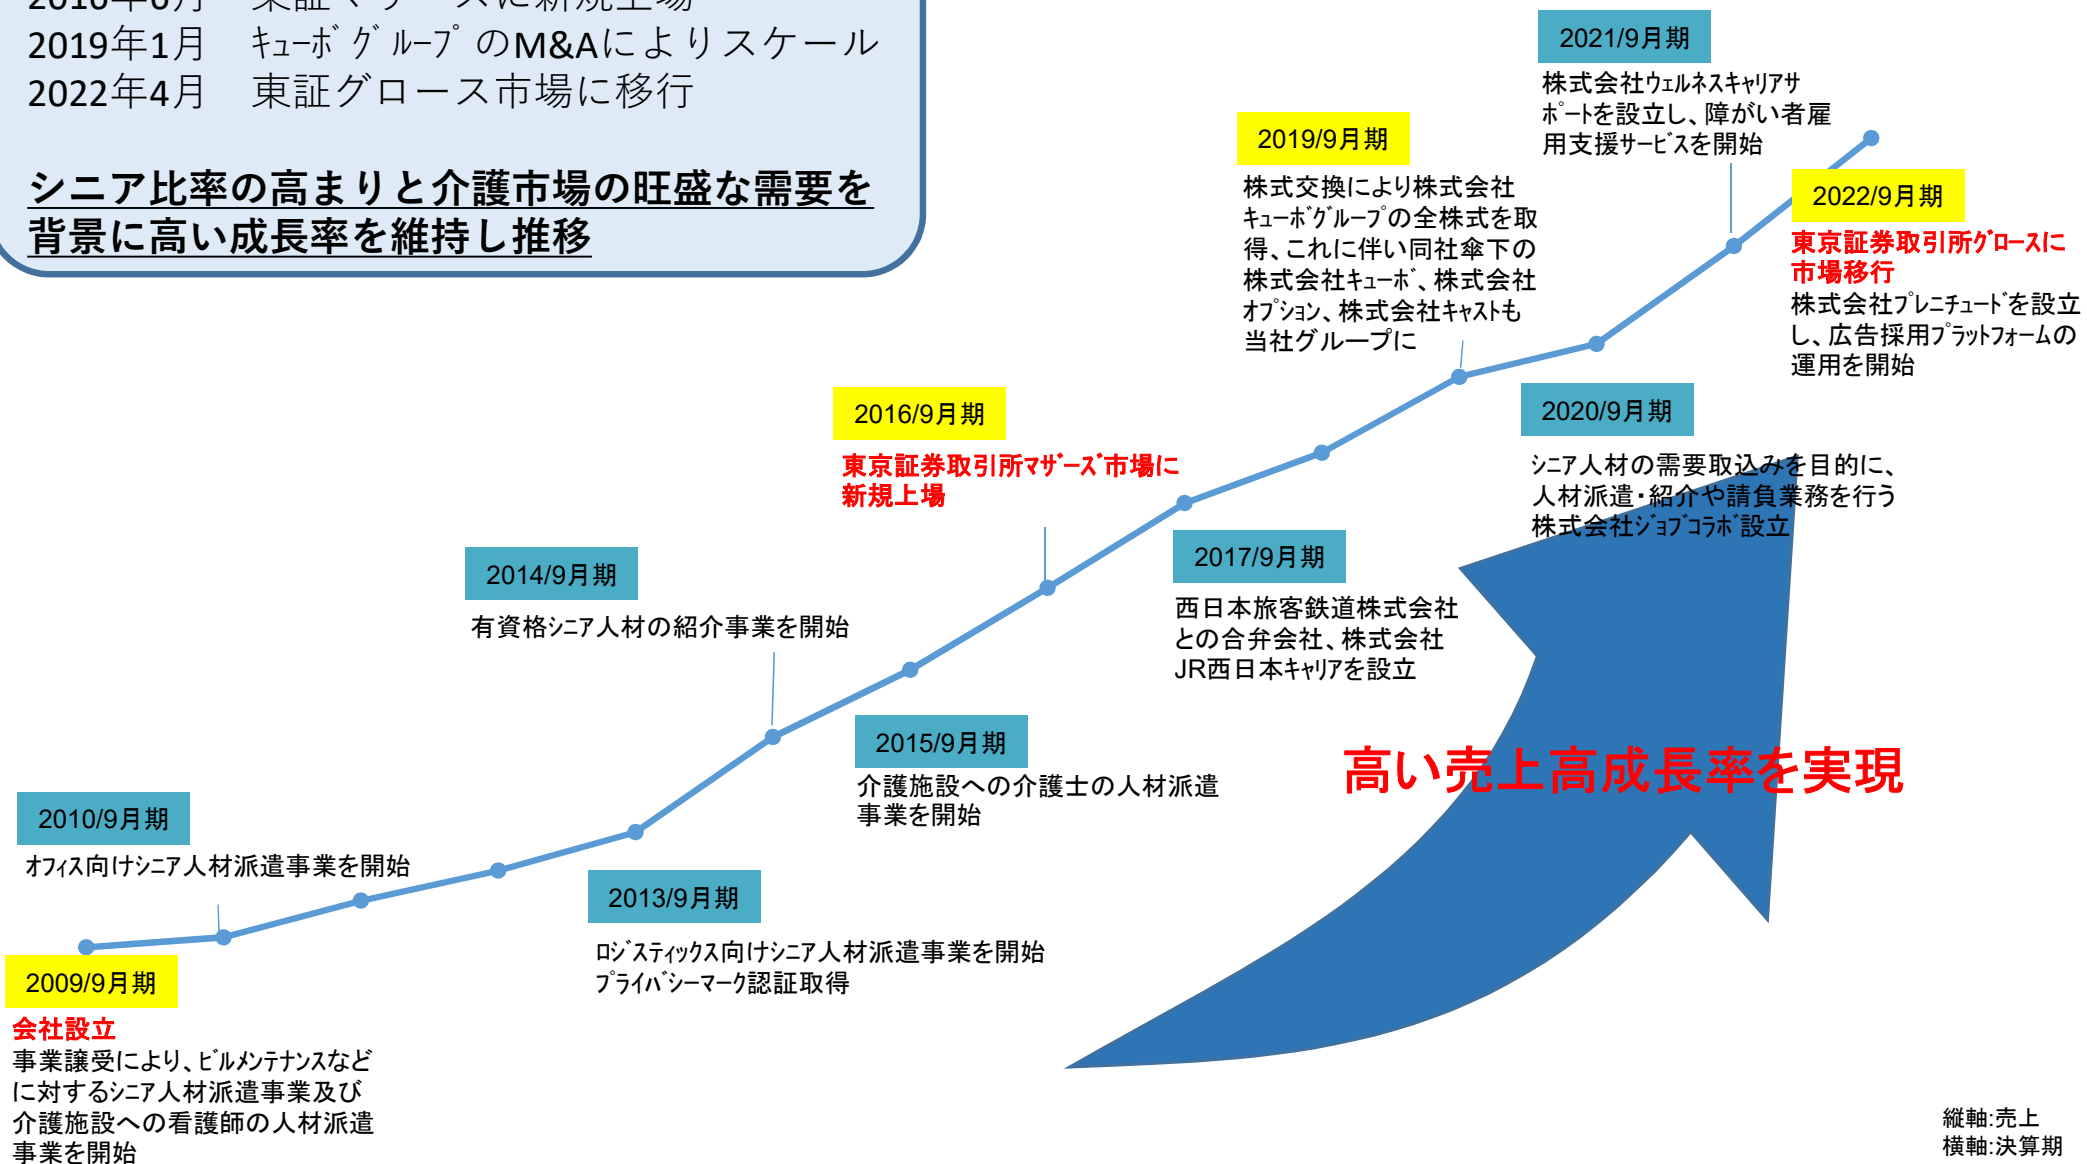 2016年6月　東証マザーズに新規上場
2019年1月　ｷｭｰﾎﾞｸﾞﾙｰﾌﾟのM&Aによりスケール
2022年4月　東証グロース市場に移行
シニア比率の高まりと介護市場の旺盛な需要を
背景に高い成長率を維持し推移
2021/9月期
株式会社ｳｪﾙﾈｽｷｬﾘｱｻ
ﾎﾟｰﾄを設立し、障がい者雇
用支援ｻｰﾋﾞｽを開始
2019/9月期
株式交換により株式会社
ｷｭｰﾎﾞｸﾞﾙｰﾌﾟの全株式を取
得、これに伴い同社傘下の
株式会社ｷｭｰﾎﾞ、株式会社
ｵﾌﾟｼｮﾝ、株式会社ｷｬｽﾄも
当社グループに
2022/9月期
東京証券取引所ｸﾞﾛｰｽに
市場移行
株式会社ﾌﾟﾚﾆﾁｭｰﾄﾞを設立
し、広告採用ﾌﾟﾗｯﾄﾌｫｰﾑの
運用を開始
2016/9月期
東京証券取引所ﾏｻﾞｰｽﾞ市場に
新規上場
2020/9月期
ｼﾆｱ人材の需要取込みを目的に、
人材派遣・紹介や請負業務を行う
株式会社ｼﾞｮﾌﾞｺﾗﾎﾞ設立
2014/9月期
有資格ｼﾆｱ人材の紹介事業を開始
2017/9月期
西日本旅客鉄道株式会社
との合弁会社、株式会社
JR西日本ｷｬﾘｱを設立
2015/9月期
介護施設への介護士の人材派遣
事業を開始
高い売上高成長率を実現
2010/9月期
ｵﾌｨｽ向けｼﾆｱ人材派遣事業を開始
2013/9月期
ﾛｼﾞｽﾃｨｯｸｽ向けｼﾆｱ人材派遣事業を開始
ﾌﾟﾗｲﾊﾞｼｰﾏｰｸ認証取得
2009/9月期
会社設立
事業譲受により、ﾋﾞﾙﾒﾝﾃﾅﾝｽなど
に対するｼﾆｱ人材派遣事業及び
介護施設への看護師の人材派遣
事業を開始
縦軸:売上
横軸:決算期